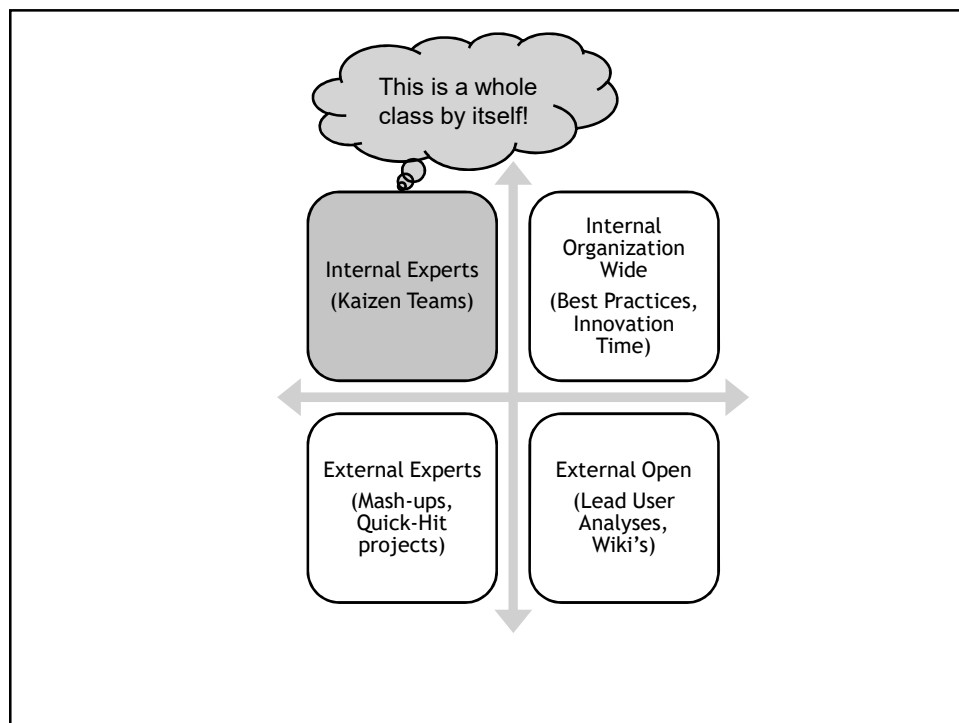 This is a whole
class by itself!
Internal Experts
(Kaizen Teams)
Internal
Organization
Wide
(Best Practices,
Innovation
Time)
External Experts
(Mash-ups,
Quick-Hit
projects)
External Open
(Lead User
Analyses,
Wiki’s)